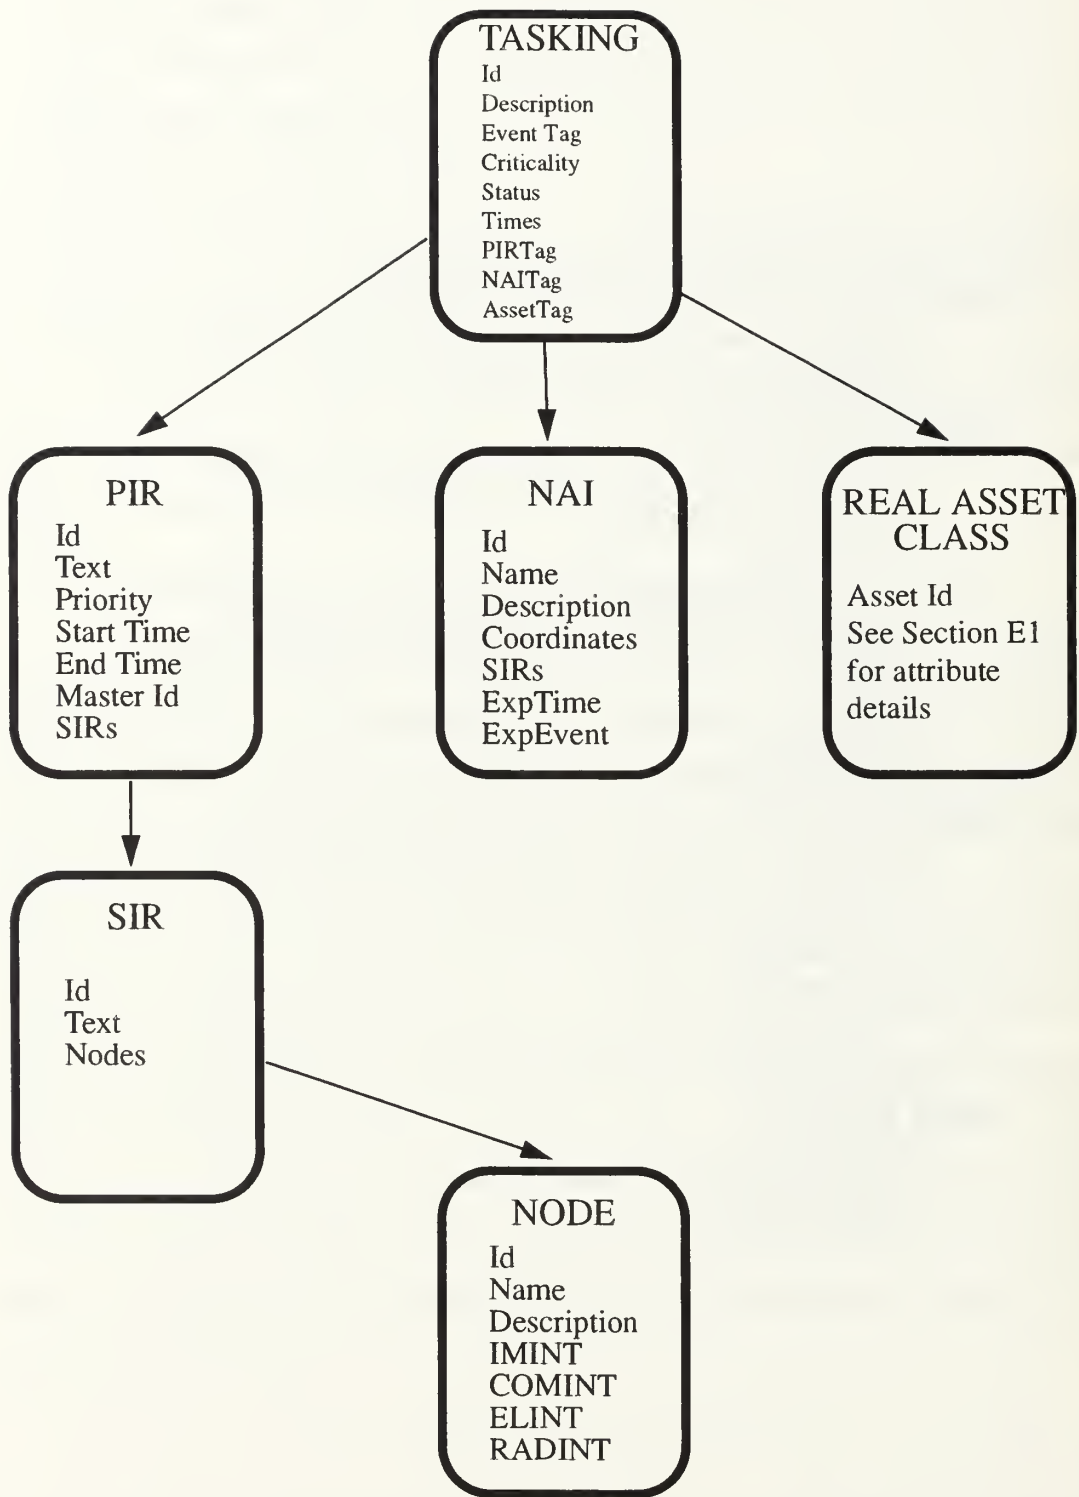 TASKING
Id
Description
Event Tag
Criticality
Status
Times
PIRTag
NAITag
AssetTag
PIR
Id
Text
Priority
Start Time
End Time
Master Id
SIRs
NAI
Id
Name
Description
Coordinates
SIRs
ExpTime
ExpEvent
REAL ASSET
CLASS
Asset Id
See Section E1
for attribute
details
SIR
Id
Text
Nodes
NODE
Id
Name
Description
IMINT
COMINT
ELINT
RADINT